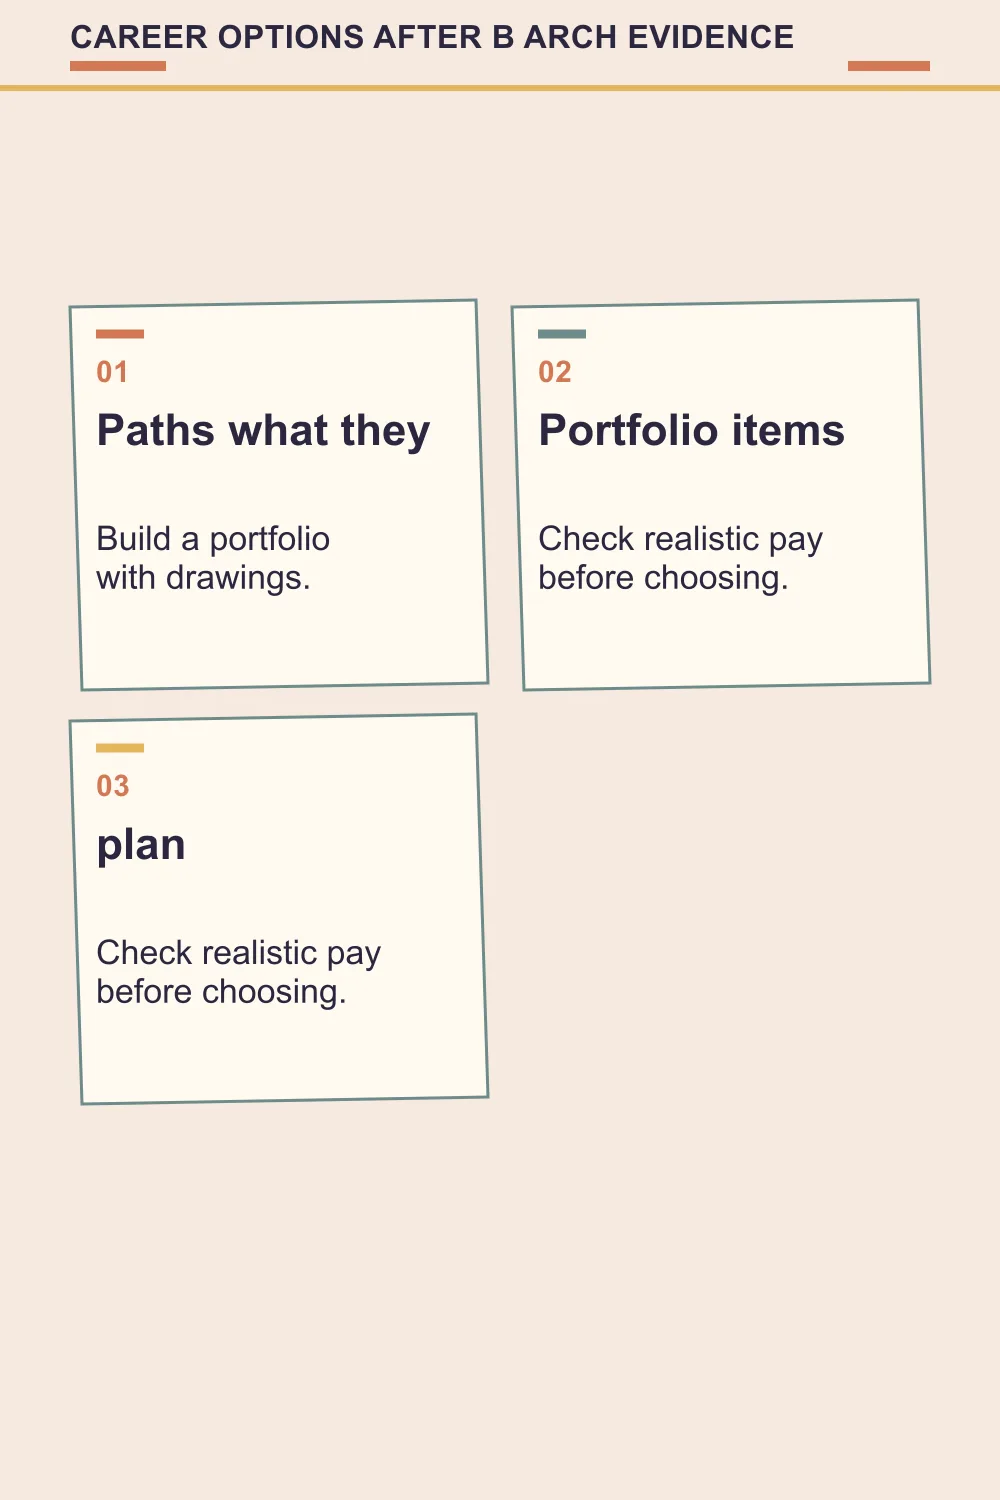 CAREER OPTIONS AFTER B ARCH EVIDENCE
01
Paths what they
Build a portfolio
with drawings.
02
Portfolio items
Check realistic pay
before choosing.
03
plan
Check realistic pay
before choosing.